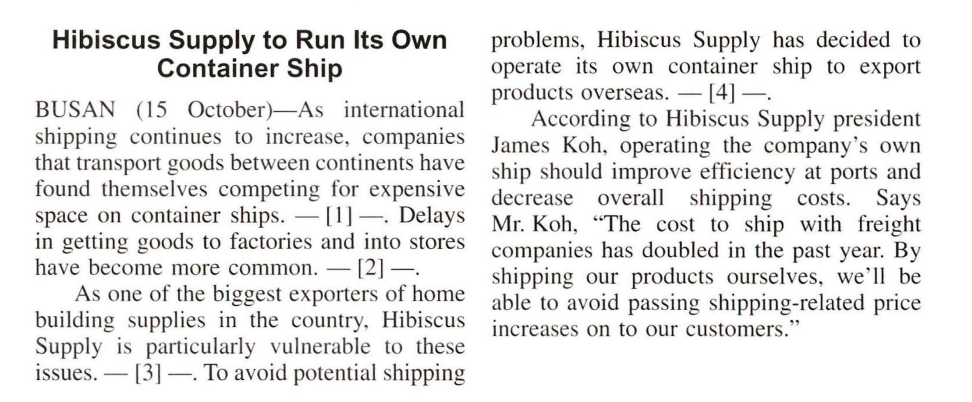 Hibiscus Supply to Run Its Own
Container Ship
BUSAN (15 October)—As international
shipping continues to increase, companies
that transport goods between continents have
found themselves competing for expensive
space on container ships. — [1] —. Delays
in getting goods to factories and into stores
have become more common. — [2] —.
As one of the biggest exporters of home
building supplies in the country, Hibiscus
Supply is particularly vulnerable to these
issues. — [3] —. To avoid potential shipping
problems, Hibiscus Supply has decided to
operate its own container ship to export
products overseas. — [4] —.
According to Hibiscus Supply president
James Koh, operating the company's own
ship should improve efficiency at ports and
decrease overall shipping costs. Says
Mr. Koh, “The cost to ship with freight
companies has doubled in the past year. By
shipping our products ourselves, we'll be
able to avoid passing shipping-related price
increases on to our customers.”